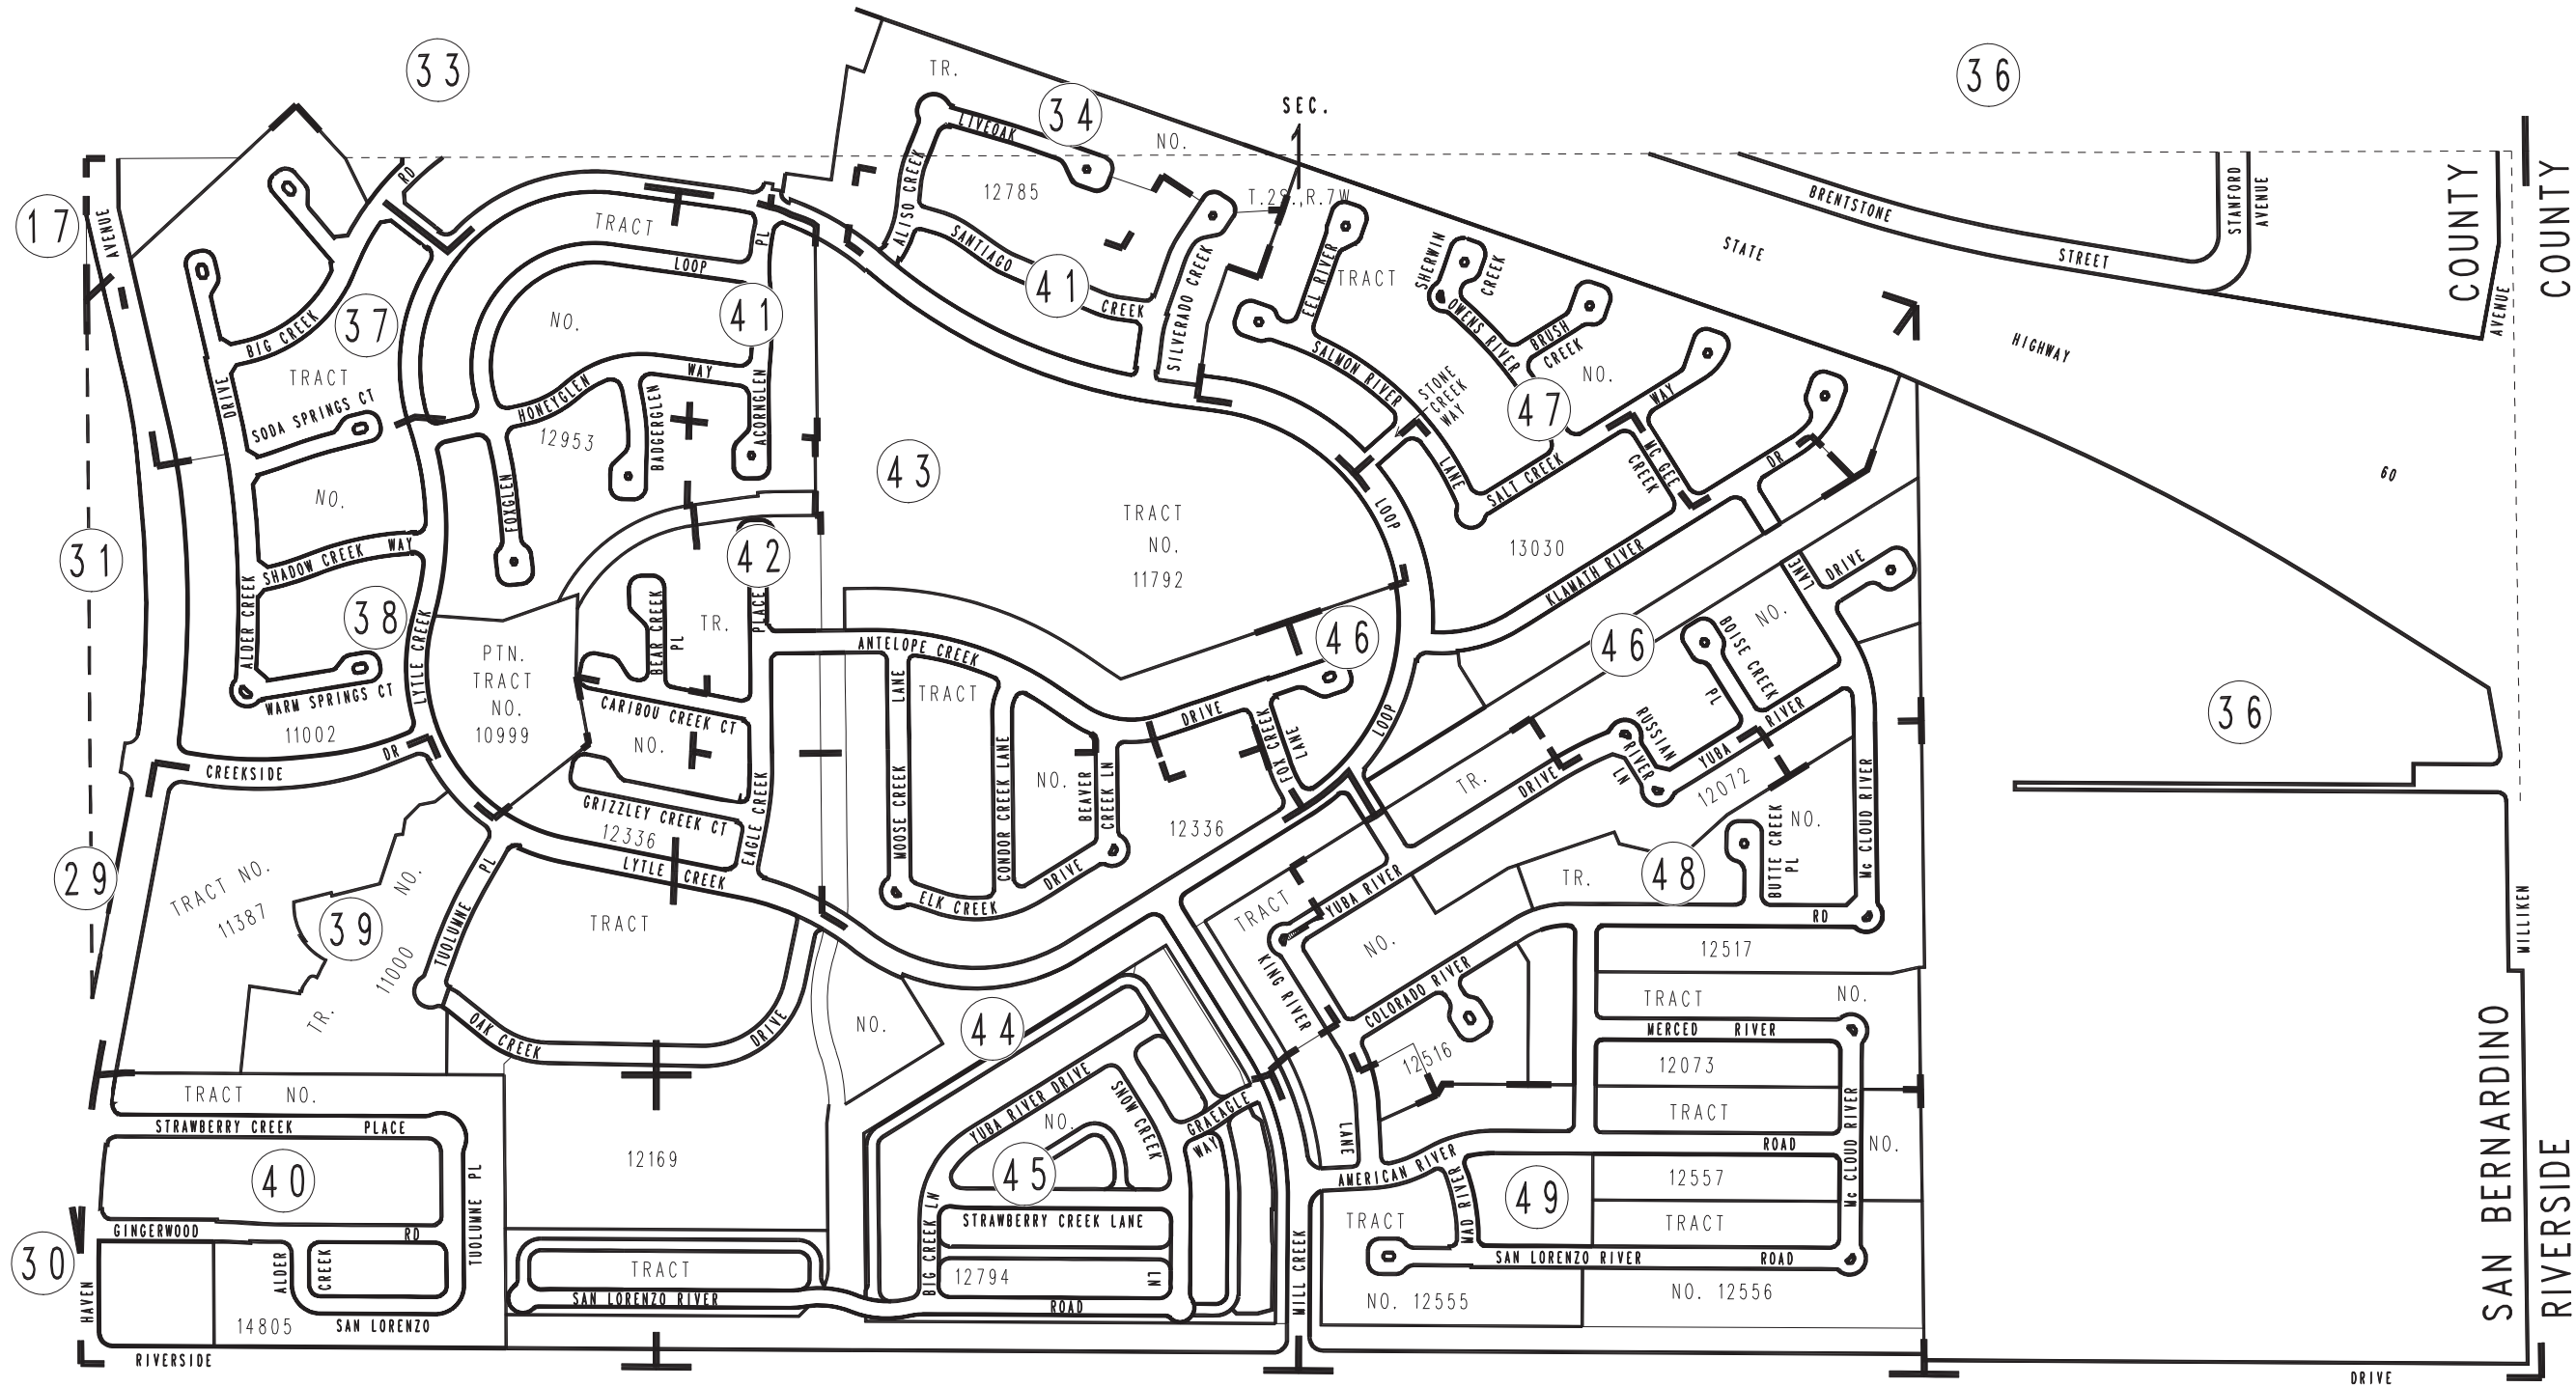 33
36
TR.
34
SEC.
1
LIVEOAK
NO.
17
RD
ALISO CREEK
12785
T.2S.,R.7W
BRENTSTONE
STREET
STANFORD
AVENUE
COUNTY
COUNTY
AVENUE
TRACT
PL
SANTIAGO
CREEK
41
SILVERADO CREEK
EEL RIVER
TRACT
SHERWIN
CREEK
STATE
HIGHWAY
60
AVENUE
LOOP
NO.
41
37
BIG CREEK
TRACT
DRIVE
SODA SPRINGS CT
NO.
HONEYGLEN
WAY
12953
BADGERGLEN
ACORNGLEN
FOXGLEN
SALMON RIVER
LANE
OWENS RIVER
BRUSH
CREEK
NO.
STONE
CREEK
WAY
47
WAY
SALT CREEK
MC GEE
CREEK
DR
43
TRACT
NO.
11792
LOOP
13030
KLAMATH RIVER
31
SHADOW CREEK WAY
ALDER CREEK
38
LYTLE CREEK
WARM SPRINGS CT
11002
42
PLACE
BEAR CREEK
PL
TR.
PTN.
TRACT
NO.
10999
ANTELOPE CREEK
DRIVE
46
46
LANE
DRIVE
NO.
BOISE CREEK
PL
36
CARIBOU CREEK CT
NO.
MOOSE CREEK LANE
TRACT
CONDOR CREEK LANE
NO.
BEAVER
CREEK LN
FOX CREEK
LANE
LOOP
RUSSIAN
RIVER
LN
YUBA
RIVER
TR.
DRIVE
12072
Mc CLOUD RIVER
CREEKSIDE
DR
GRIZZLEY CREEK CT
12336
EAGLE CREEK
12336
BUTTE CREEK
PL
NO.
29
TRACT NO.
11387
NO.
39
11000
TR.
TUOLUMNE
PL
LYTLE CREEK
TRACT
ELK CREEK
DRIVE
TRACT
YUBA RIVER
NO.
TR.
48
RD
12517
MILLIKEN
KING RIVER
COLORADO RIVER
12516
TRACT
NO.
MERCED RIVER
12073
TRACT
OAK CREEK
DRIVE
NO.
44
TRACT NO.
STRAWBERRY CREEK PLACE
YUBA RIVER DRIVE
SNOW CREEK
NO.
GRAEAGLE
WAY
LANE
AMERICAN RIVER
ROAD
Mc CLOUD RIVER
NO.
40
TUOLUMNE PL
12169
45
STRAWBERRY CREEK LANE
BIG CREEK LN
12794
LN
MAD RIVER
49
12557
TRACT
TRACT
30
GINGERWOOD
RD
HAVEN
ALDER
CREEK
14805
SAN LORENZO
TRACT
SAN LORENZO RIVER
ROAD
MILL CREEK
SAN LORENZO RIVER
ROAD
NO. 12555
NO. 12556
SAN BERNARDINO
RIVERSIDE
RIVERSIDE
DRIVE